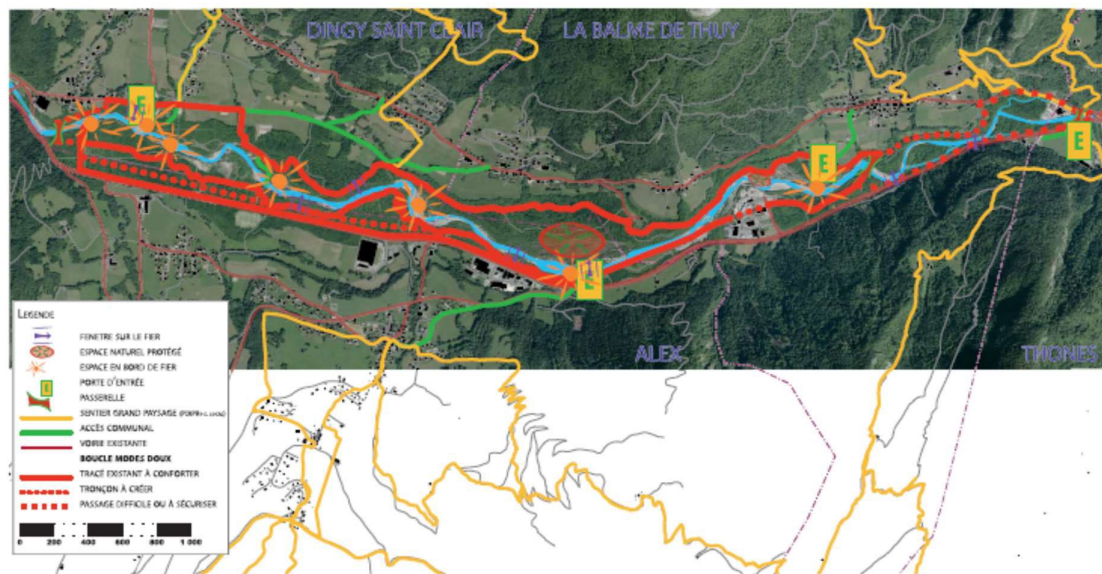 DINGY SAINT CLAIR
LA BALME DE THUY
E
E
E
E
ALEX
THONES
LEGENDE
FENETRE SUR LE FIER
ESPACE NATUREL PROTÉGÉ
ESPACE EN BORD DE FIER
E
PORTE D'ENTRÉE
PASSERELLE
SENTIER GRAND PAYSAGE
ACCÈS COMMUNAL
VOIRIE EXISTANTE
BOUCLE MODES DOUX
TRACÉ EXISTANT À CONFORTER
TRONÇON À CRÉER
PASSAGE DIFFICILE OU À SÉCURISER
0 200 400 600 800 1 000